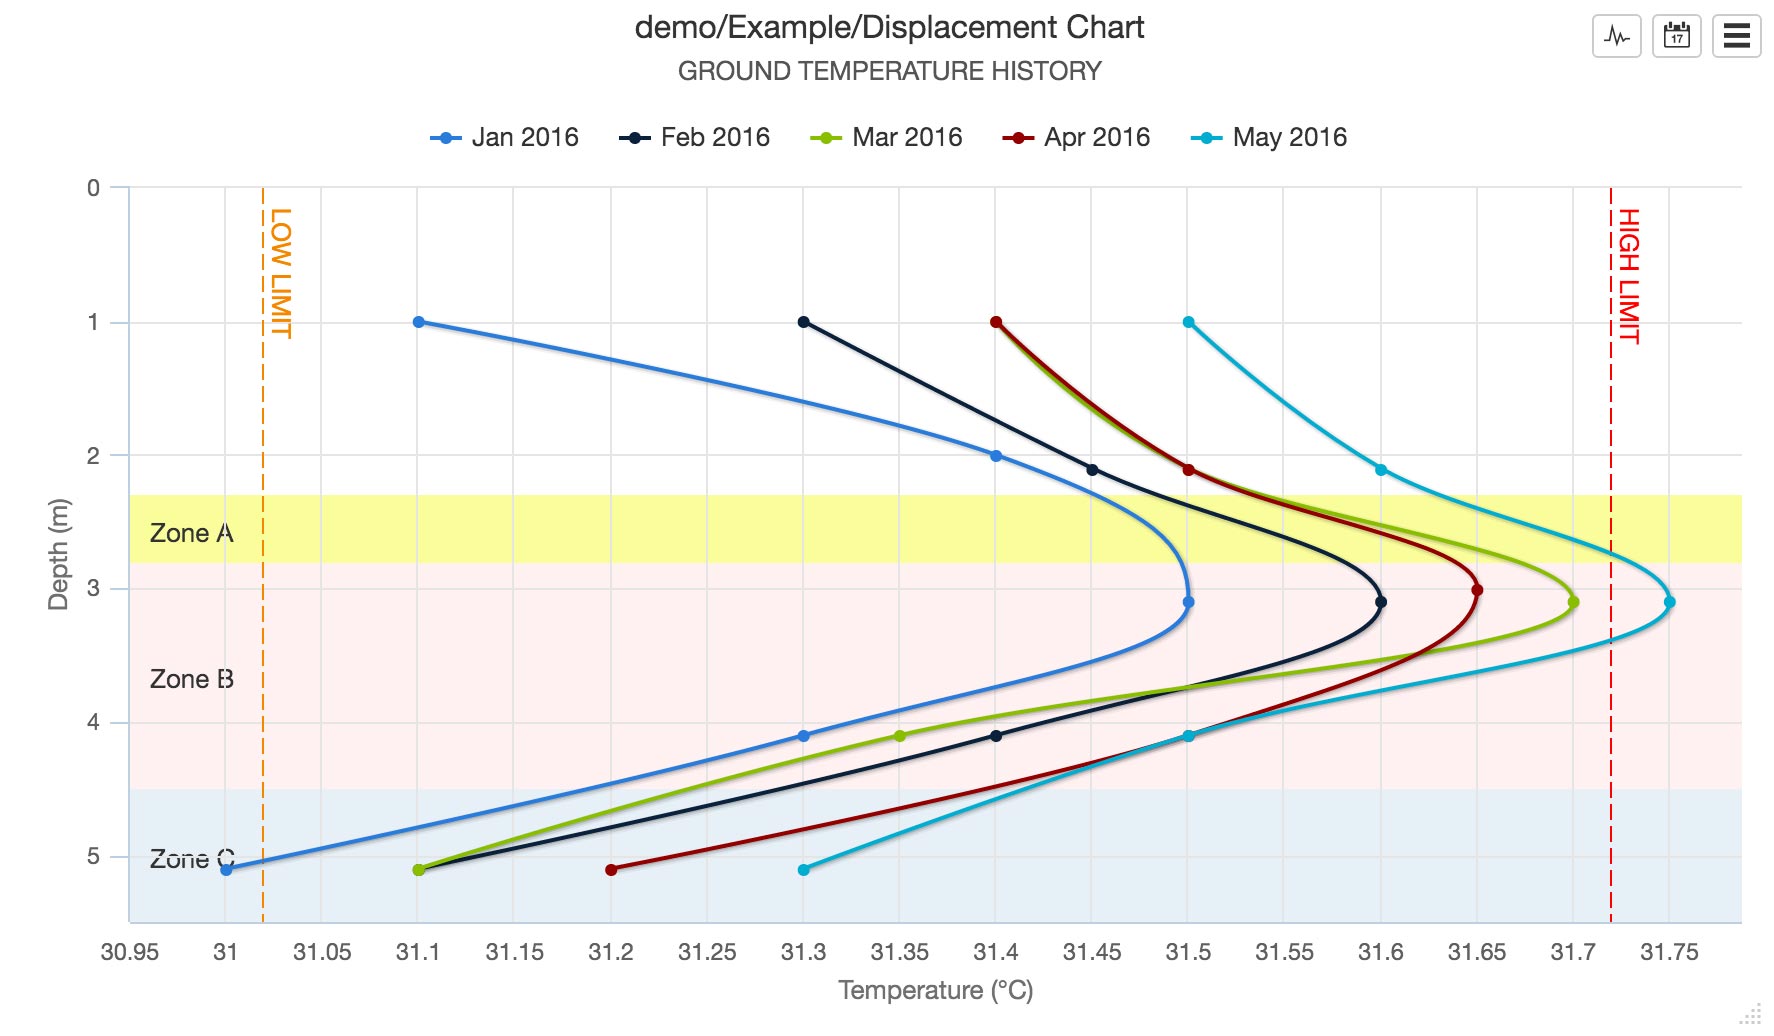 demo/Example/Displacement Chart
GROUND TEMPERATURE HISTORY
17
Jan 2016 Feb 2016 Mar 2016 Apr 2016 May 2016
0
LOW LIMIT
HIGH LIMIT
1
2
Zone A
Depth (m)
3
Zone B
4
Zone C
5
30.95 31 31.05 31.1 31.15 31.2 31.25 31.3 31.35 31.4 31.45 31.5 31.55 31.6 31.65 31.7 31.75
Temperature (°C)